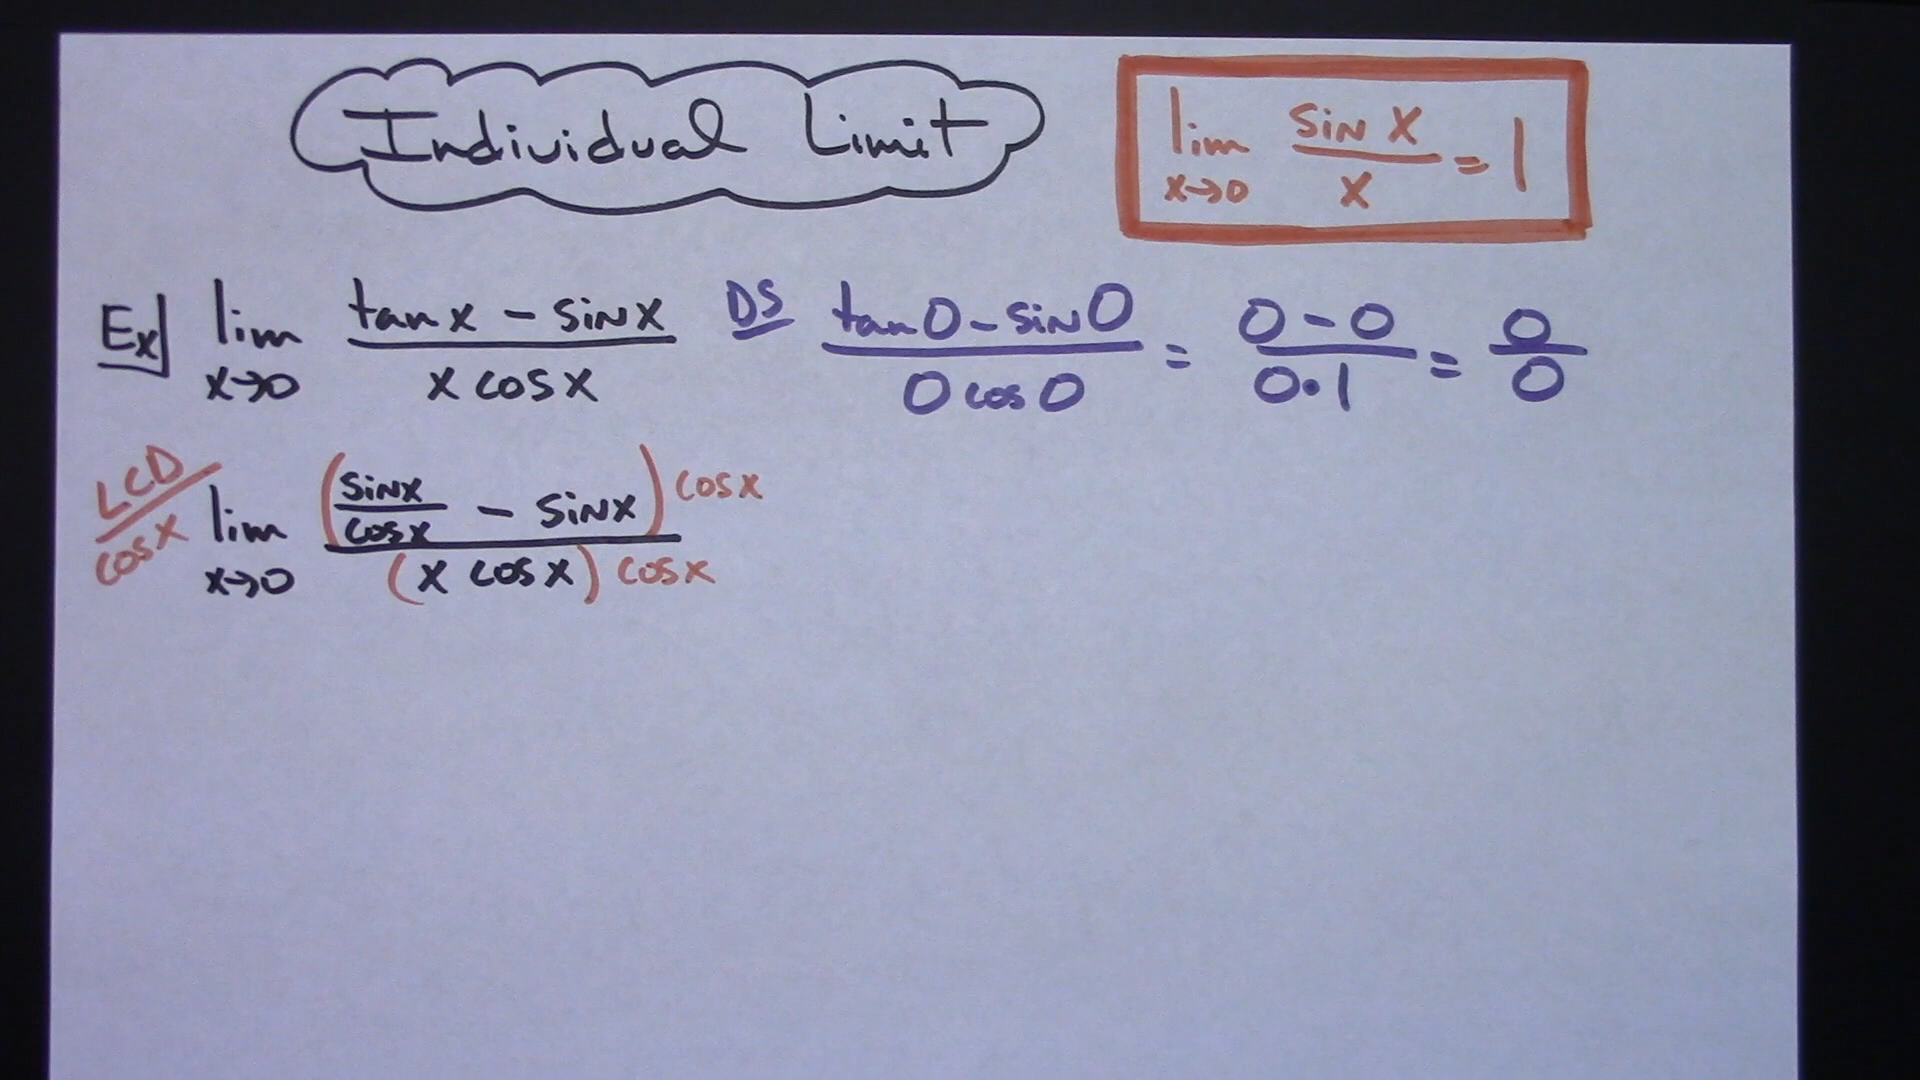 Individual Limit
lim x→0 sin x / x = 1
Ex lim x→0 (tan x - sin x) / (x cos x) DS (tan 0 - sin 0) / (0 cos 0) = (0 - 0) / (0 · 1) = 0/0
LCD cos x lim x→0 (sin x / cos x - sin x) cos x / (x cos x) cos x